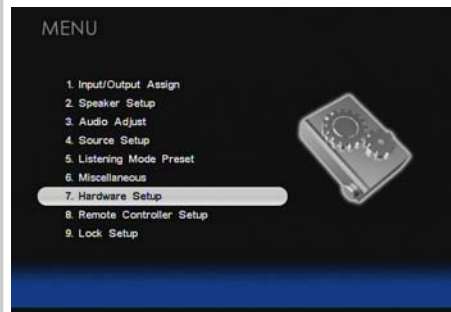 MENU
1. Input/Output Assign
2. Speaker Setup
3. Audio Adjust
4. Source Setup
5. Listening Mode Preset
6. Miscellaneous
7. Hardware Setup
8. Remote Controller Setup
9. Lock Setup